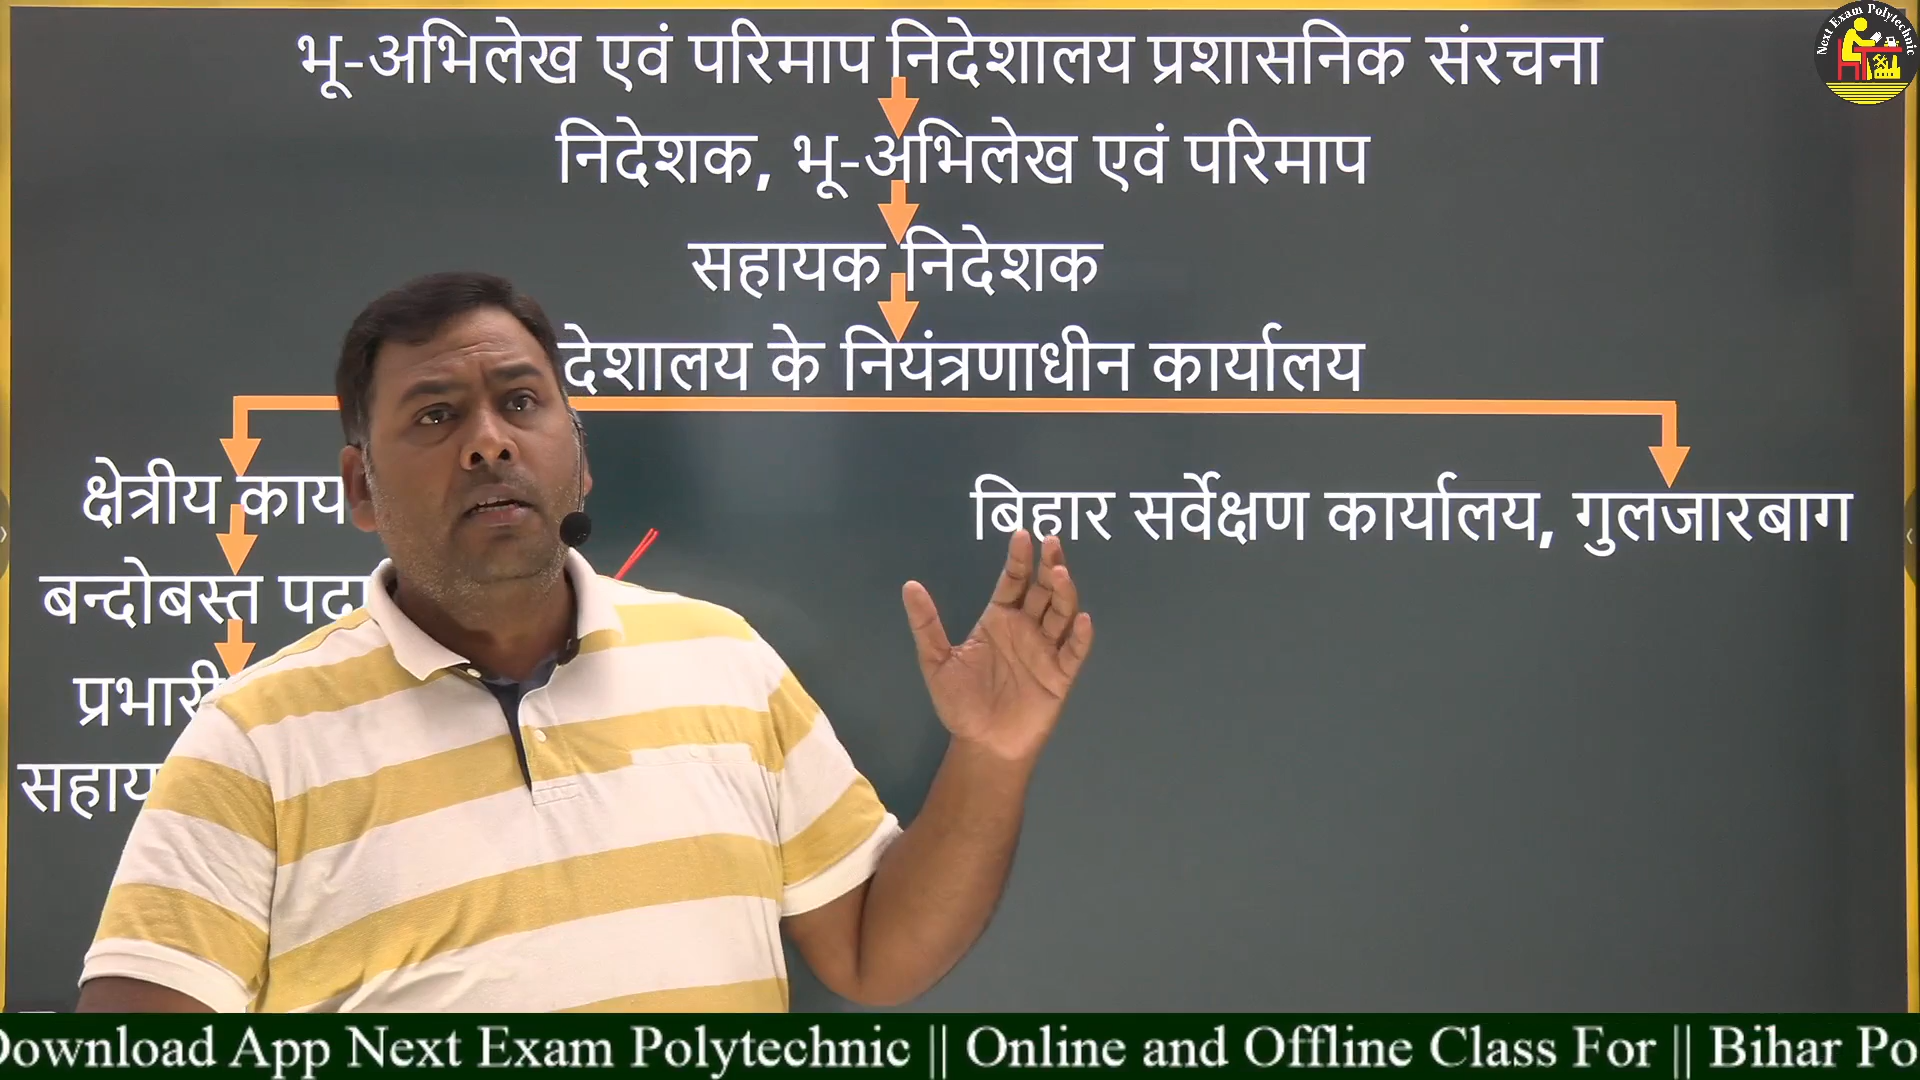 भू-अभिलेख एवं परिमाप निदेशालय प्रशासनिक संरचना
Next Exam Polytechnic
निदेशक, भू-अभिलेख एवं परिमाप
सहायक निदेशक
देशालय के नियंत्रणाधीन कार्यालय
क्षेत्रीय काय
बिहार सर्वेक्षण कार्यालय, गुलजारबाग
बन्दोबस्त पदा
प्रभारी
सहाय
Download App Next Exam Polytechnic || Online and Offline Class For || Bihar Po